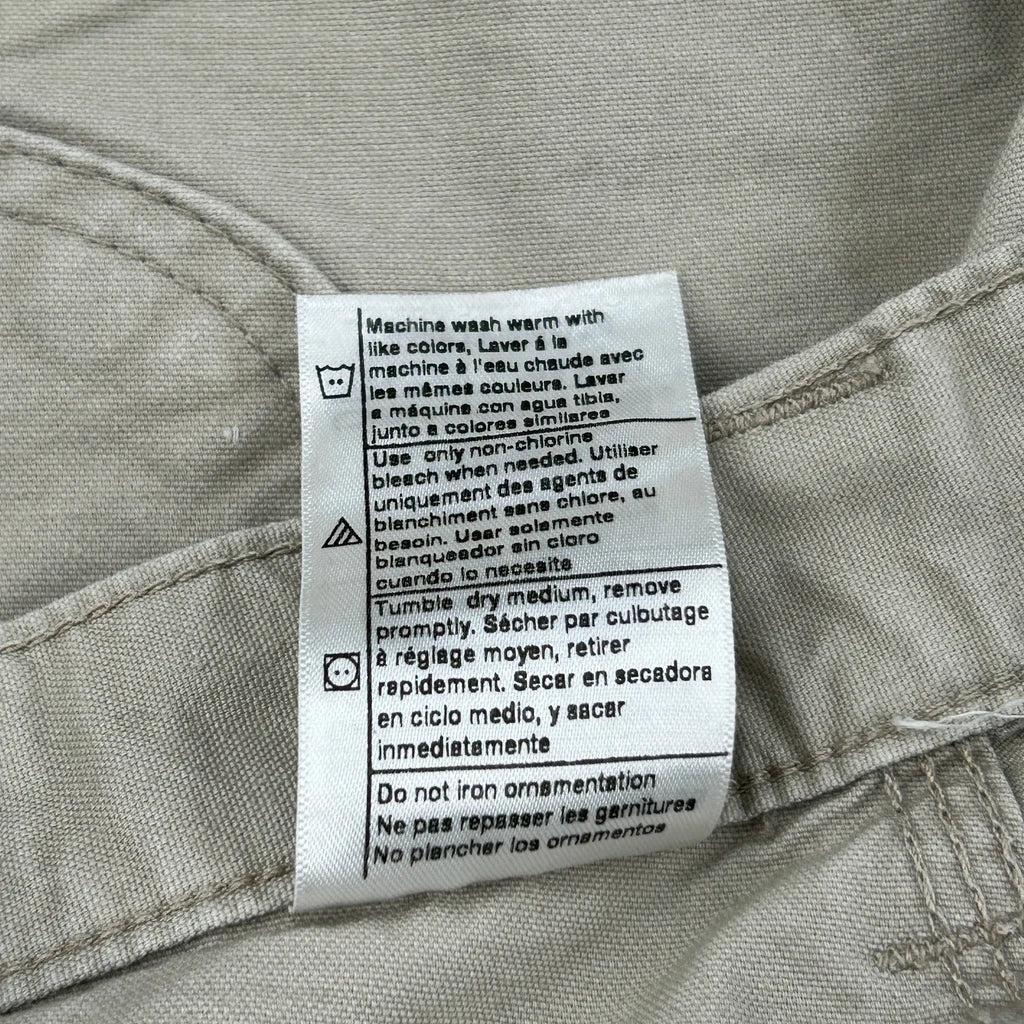 Machine wash warm with
like colors, Laver á la
machine à l'eau chaude avec
les mêmes couleurs. Lavar
a máquina con agua tibia,
junto a colores similares
Use only non-chlorine
bleach when needed. Utiliser
uniquement des agents de
blanchiment sans chlore, au
besoin. Usar solamente
blanqueador sin cloro
cuando lo necesite
Tumble dry medium, remove
promptly. Sécher par culbutage
à réglage moyen, retirer
rapidement. Secar en secadora
en ciclo medio, y sacar
inmediatamente
Do not iron ornamentation
Ne pas repasser les garnitures
No planchar los ornamentos